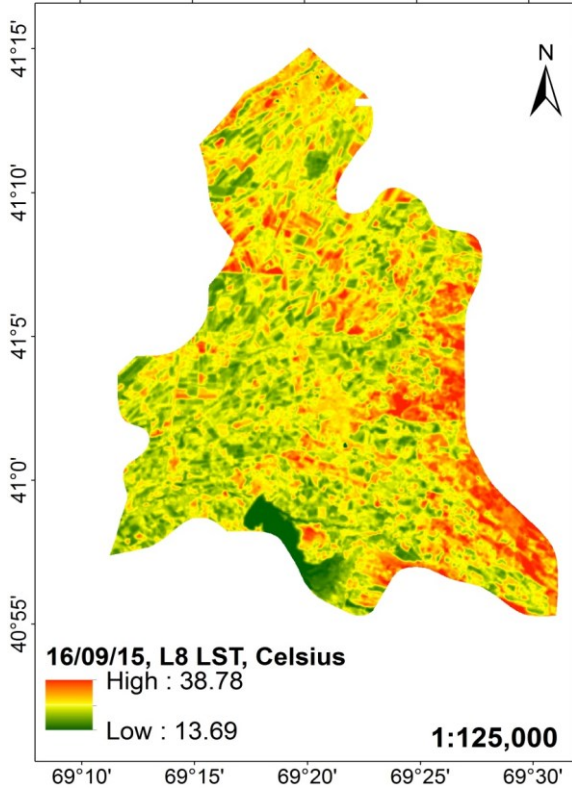 41°15'
N
41°10'
41°5'
41°0'
40°55'
16/09/15, L8 LST, Celsius
High : 38.78
Low : 13.69
1:125,000
69°10' 69°15' 69°20' 69°25' 69°30'